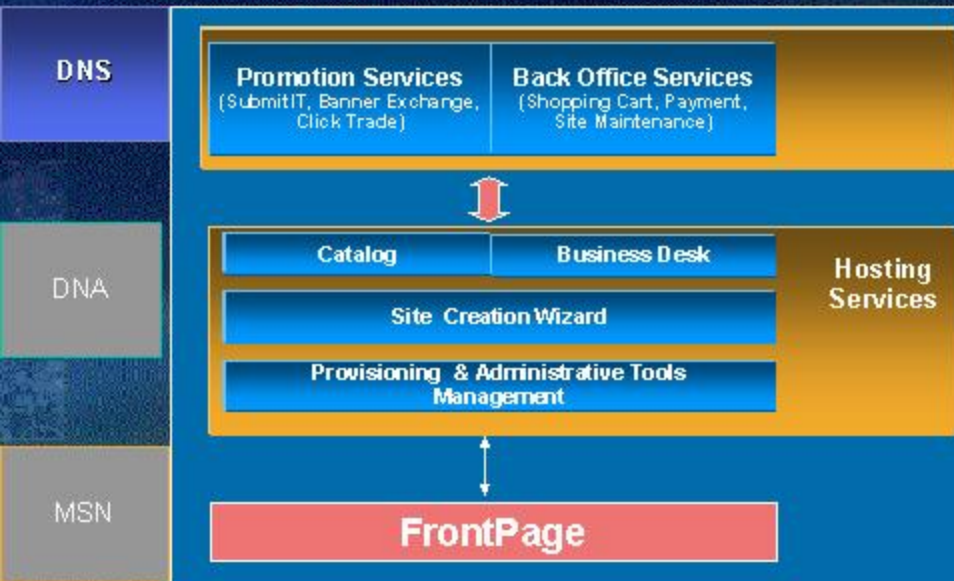 DNS
Promotion Services
(SubmitIT, Banner Exchange,
Click Trade)
Back Office Services
(Shopping Cart, Payment,
Site Maintenance)
DNA
Catalog
Business Desk
Hosting
Services
Site Creation Wizard
Provisioning & Administrative Tools
Management
MSN
FrontPage